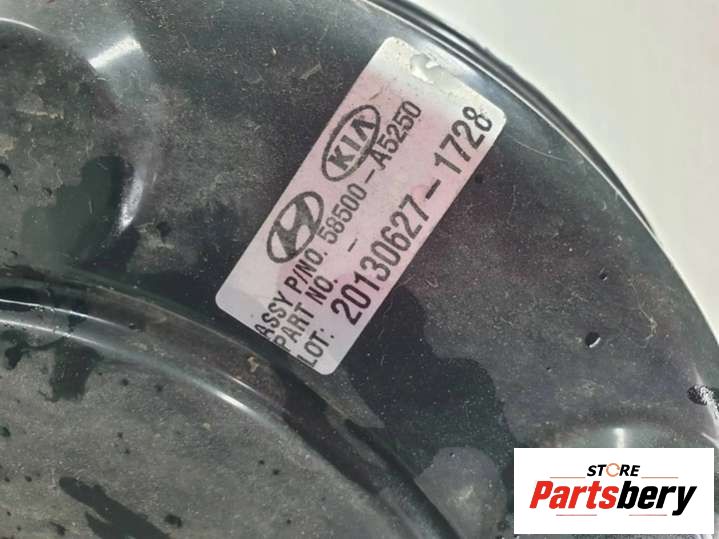 KIA
ASSY P/NO. 58500-A5250
PART NO. -
LOT: 20130627-1728
STORE
Partsbery